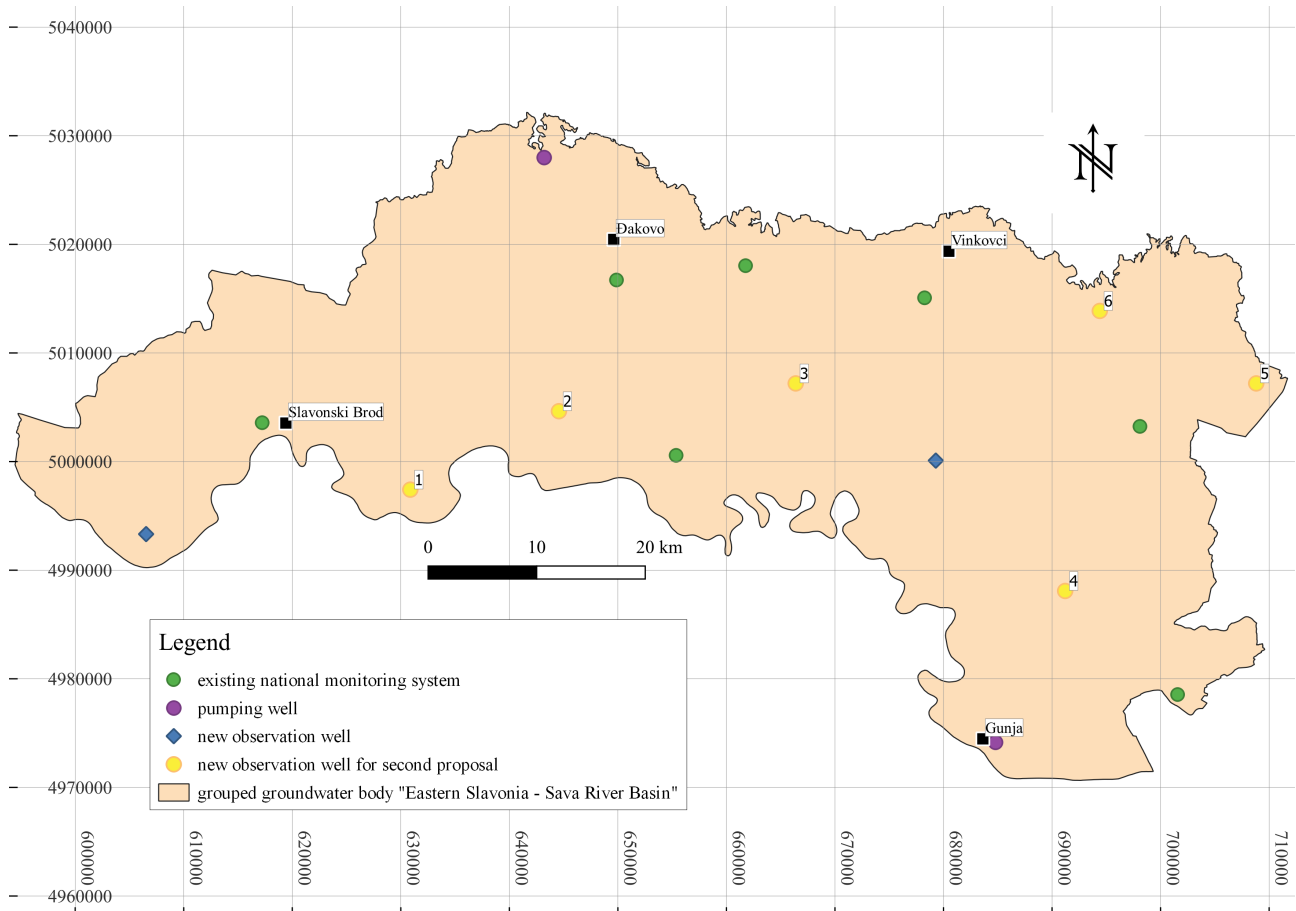 5040000
5030000
5020000
5010000
5000000
4990000
4980000
4970000
4960000
N
Đakovo
Vinkovci
6
3
5
2
Slavonski Brod
1
0 10 20 km
4
Gunja
Legend
existing national monitoring system
pumping well
new observation well
new observation well for second proposal
grouped groundwater body "Eastern Slavonia - Sava River Basin"
600000
610000
620000
630000
640000
650000
660000
670000
680000
690000
700000
710000